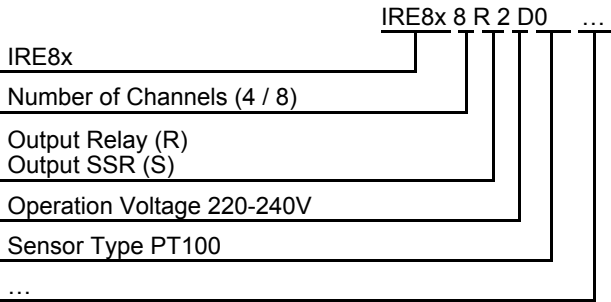 IRE8x 8 R 2 D0 …
IRE8x
Number of Channels (4 / 8)
Output Relay (R)
Output SSR (S)
Operation Voltage 220-240V
Sensor Type PT100
…